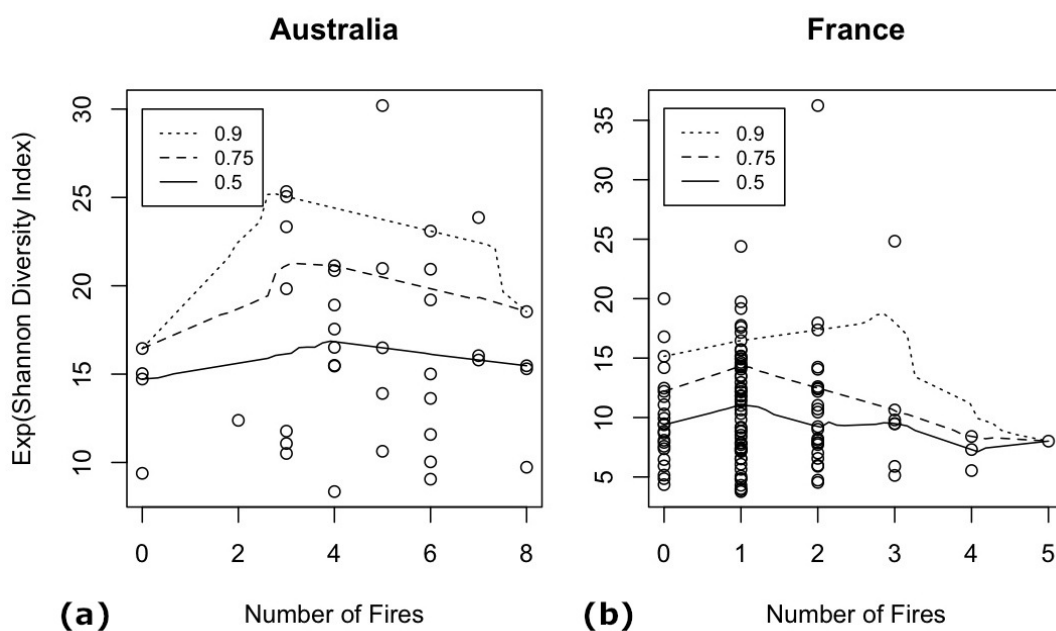 Australia
Exp(Shannon Diversity Index)
30
25
20
15
10
0.9
0.75
0.5
0 2 4 6 8
(a) Number of Fires
France
35
30
25
20
15
10
5
0.9
0.75
0.5
0 1 2 3 4 5
(b) Number of Fires